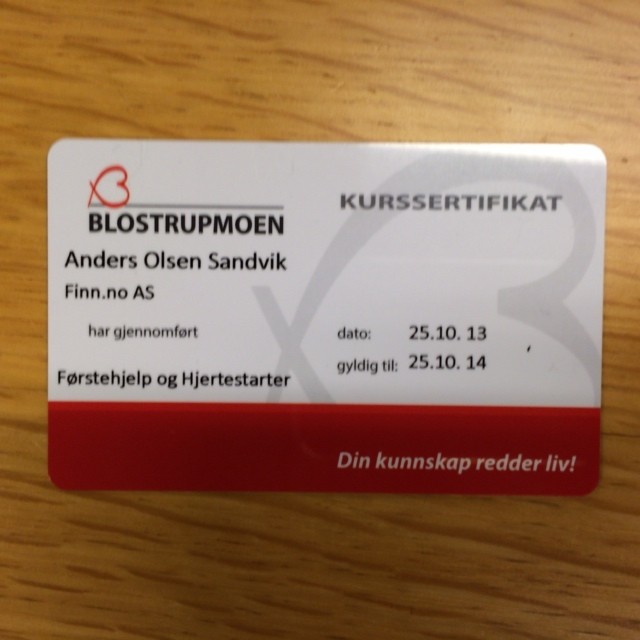 BLOSTRUPMOEN
KURSSERTIFIKAT
Anders Olsen Sandvik
Finn.no AS
har gjennomført
dato: 25.10. 13
gyldig til: 25.10. 14
Førstehjelp og Hjertestarter
Din kunnskap redder liv!